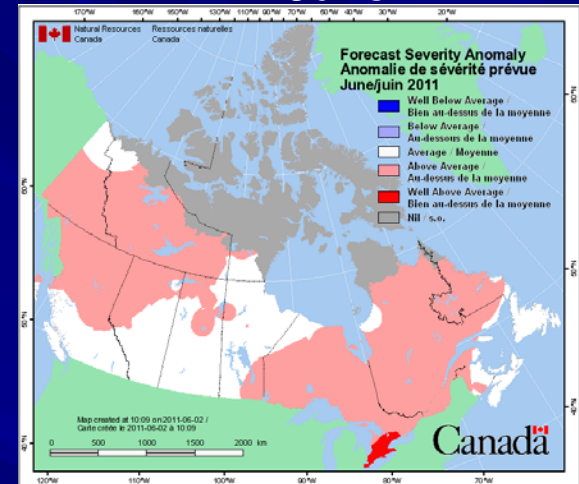 170°W 160°W 150°W 140°W 130°W 120°W 110°W 100°W 90°W 80°W 70°W 60°W 50°W 40°W 30°W 20°W
Natural Resources Ressources naturelles
Canada Canada
Forecast Severity Anomaly
Anomalie de sévérité prévue
June/juin 2011
Well Below Average /
Bien au-dessus de la moyenne
Below Average /
Au-dessous de la moyenne
Average / Moyenne
Above Average /
Au-dessus de la moyenne
Well Above Average /
Bien au-dessus de la moyenne
Nil / s.o.
60°N
60°N
50°N
50°N
40°N
40°N
Map created at 10:09 on 2011-06-02 /
Carte créée le 2011-06-02 à 10:09
0 500 1000 1500 2000 km
Canada
120°W 110°W 100°W 90°W 80°W 70°W